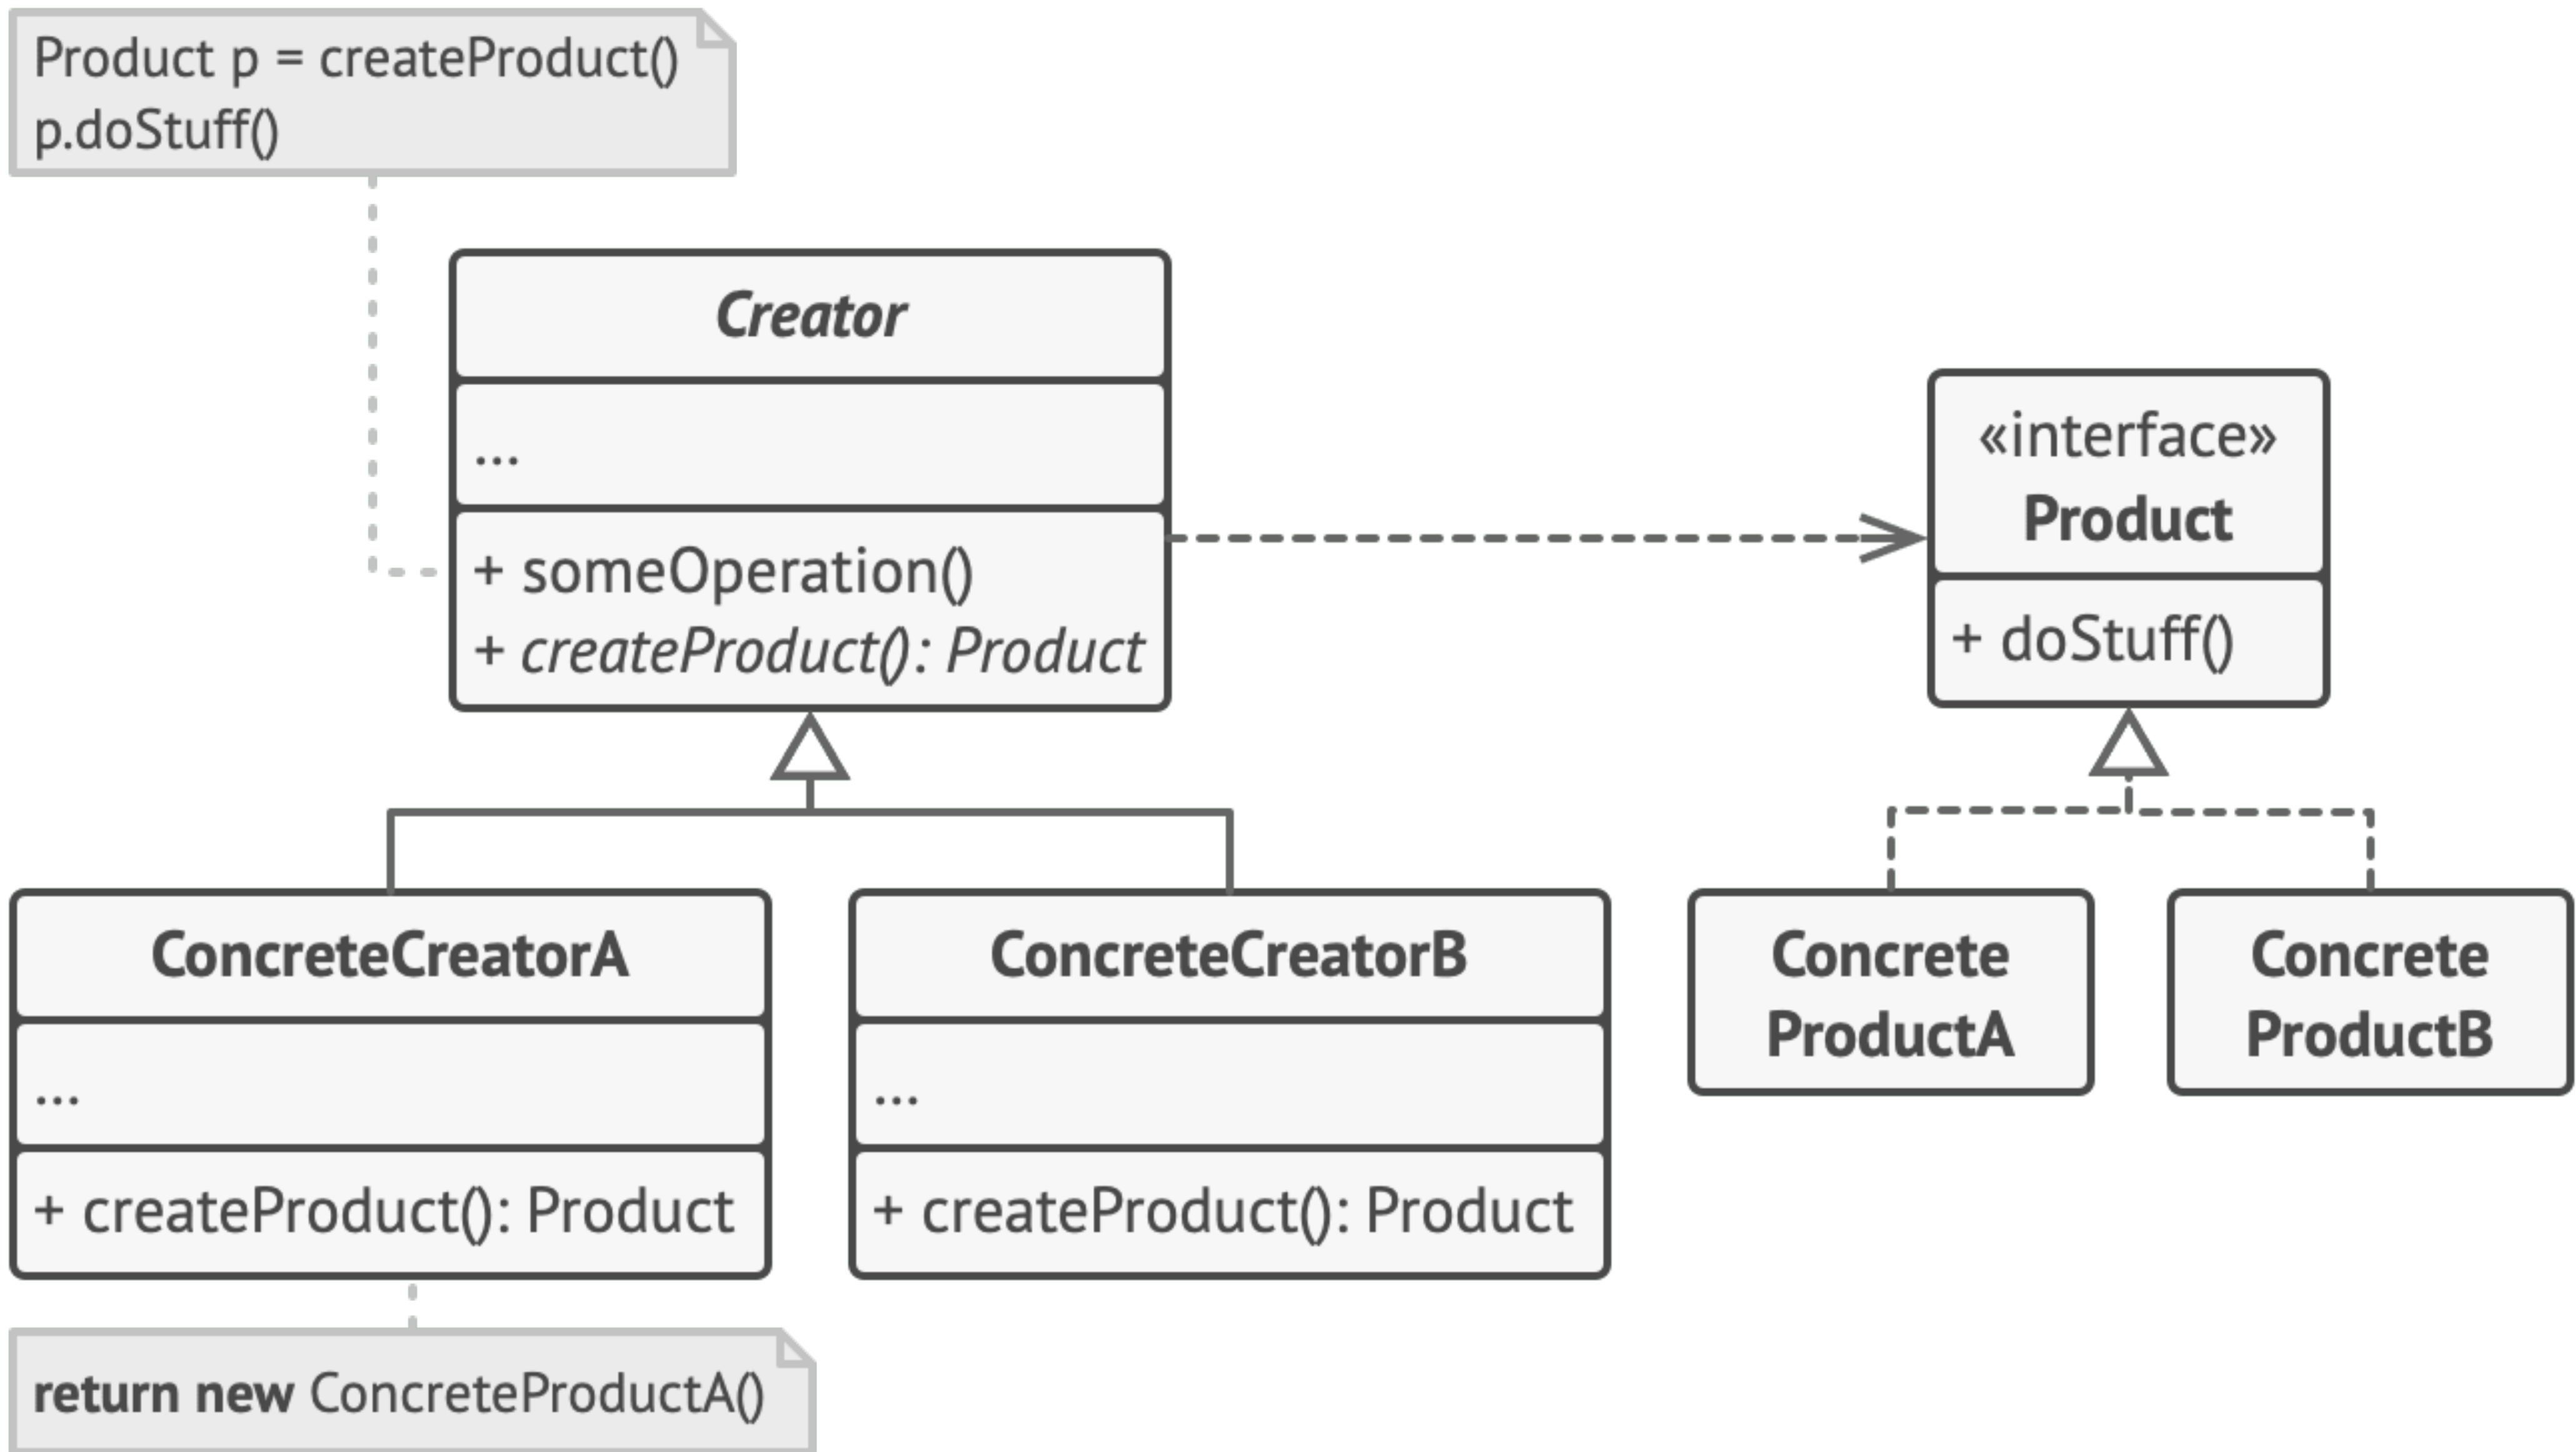 Product p = createProduct()
p.doStuff()
Creator
...
+ someOperation()
+ createProduct(): Product
«interface»
Product
+ doStuff()
ConcreteCreatorA
...
+ createProduct(): Product
ConcreteCreatorB
...
+ createProduct(): Product
Concrete
ProductA
Concrete
ProductB
return new ConcreteProductA()